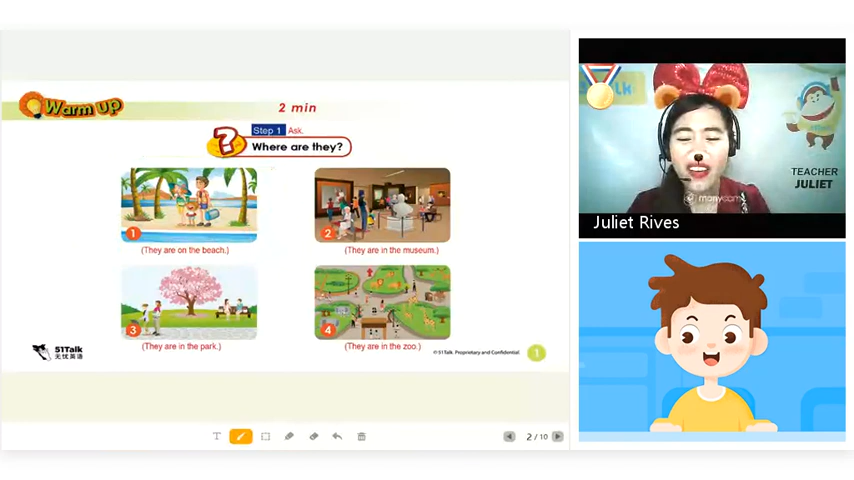 Warm up
2 min
Step 1 Ask.
Where are they?
1
2
(They are on the beach.)
(They are in the museum.)
3
4
(They are in the park.)
(They are in the zoo.)
51Talk
无忧英语
©51Talk. Proprietary and Confidential
1
T
2 / 10
TEACHER
JULIET
manycam
Juliet Rives